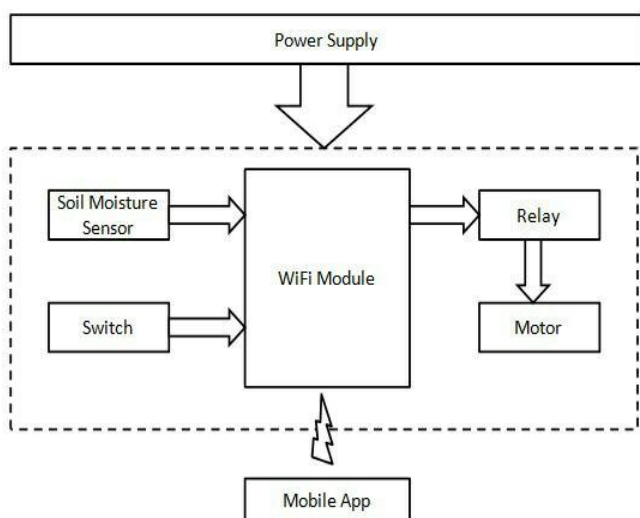 Power Supply
Soil Moisture
Sensor
WiFi Module
Relay
Switch
Motor
Mobile App